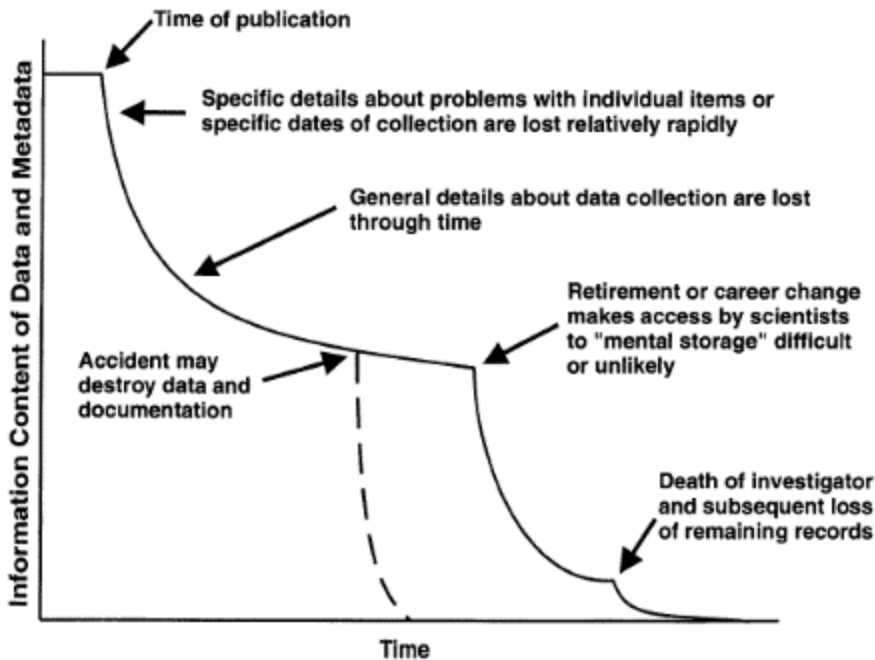 Time of publication
Specific details about problems with individual items or
specific dates of collection are lost relatively rapidly
General details about data collection are lost
through time
Retirement or career change
makes access by scientists
to "mental storage" difficult
or unlikely
Accident may
destroy data and
documentation
Death of investigator
and subsequent loss
of remaining records
Information Content of Data and Metadata
Time